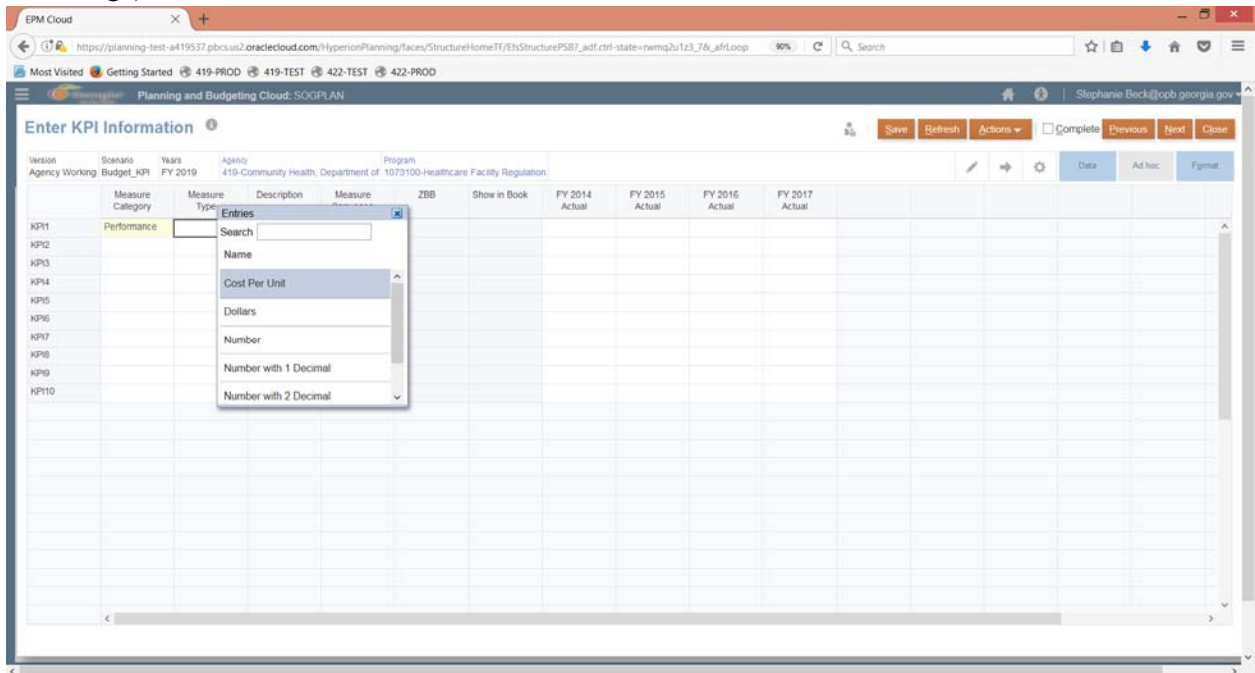 EPM Cloud
https://planning-test-a419537.pbcs.us2.oraclecloud.com/HyperionPlanning/faces/StructureHomeTF/EfsStructurePSB?_adf.ctrl-state=rwmq2u1z3_7&_afrLoop 90% Search
Most Visited Getting Started 419-PROD 419-TEST 422-TEST 422-PROD
Planning and Budgeting Cloud: SOGPLAN Stephanie.Beck@opb.georgia.gov
Enter KPI Information Save Refresh Actions Complete Previous Next Close
Version Scenario Years Agency Program
Agency Working Budget_KPI FY 2019 419-Community Health, Department of 1073100-Healthcare Facility Regulation Data Ad hoc Format
Measure Category Measure Type Description Measure ZBB Show in Book FY 2014 Actual FY 2015 Actual FY 2016 Actual FY 2017 Actual
Entries
KPI1 Performance
Search
KPI2
Name
KPI3
KPI4
Cost Per Unit
KPI5
Dollars
KPI6
KPI7
Number
KPI8
Number with 1 Decimal
KPI9
KPI10
Number with 2 Decimal